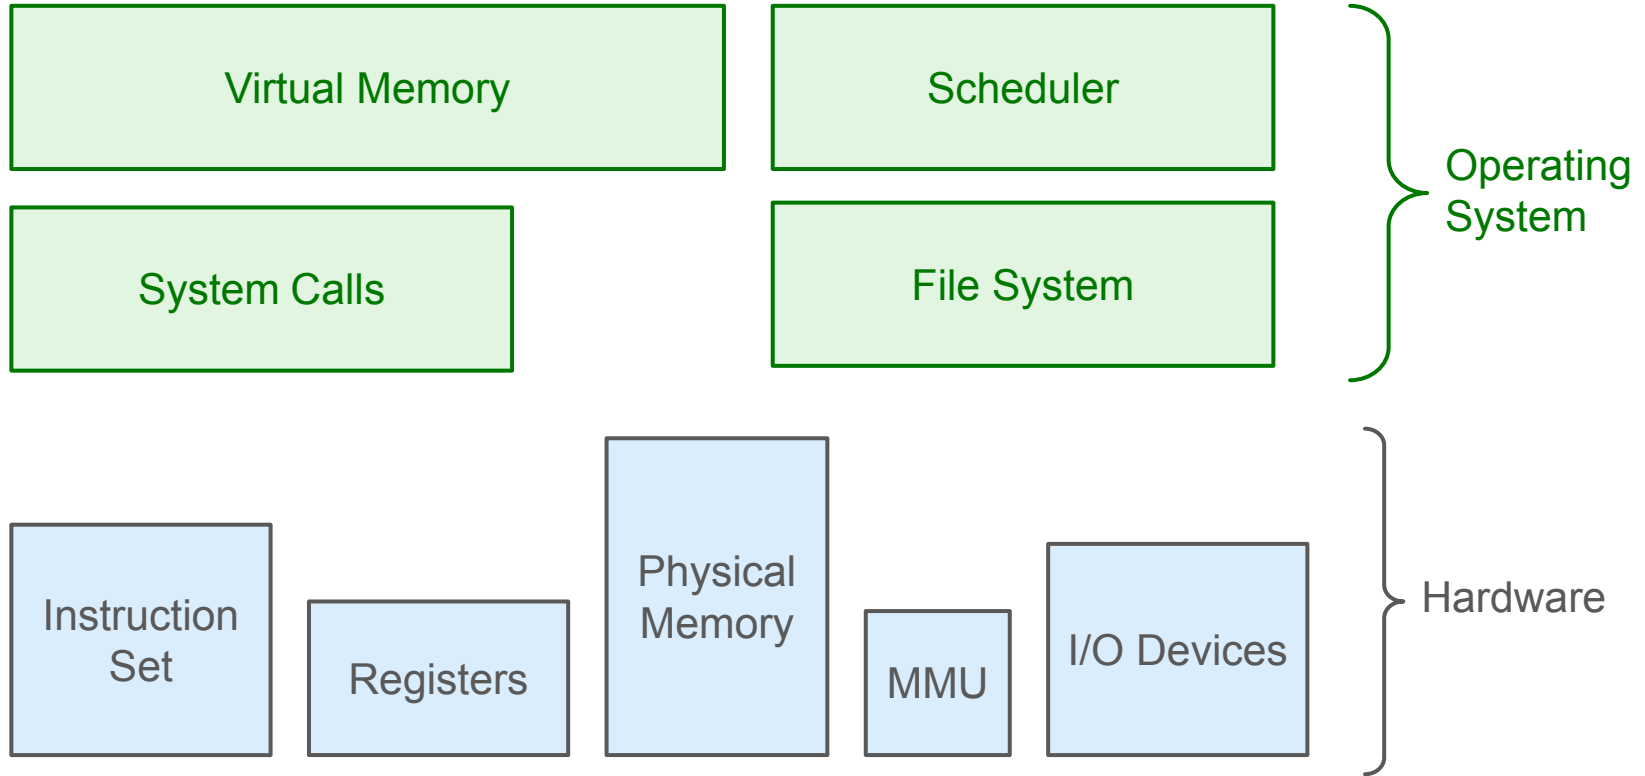 Virtual Memory
Scheduler
Operating
System
System Calls
File System
Instruction
Set
Registers
Physical
Memory
MMU
I/O Devices
Hardware